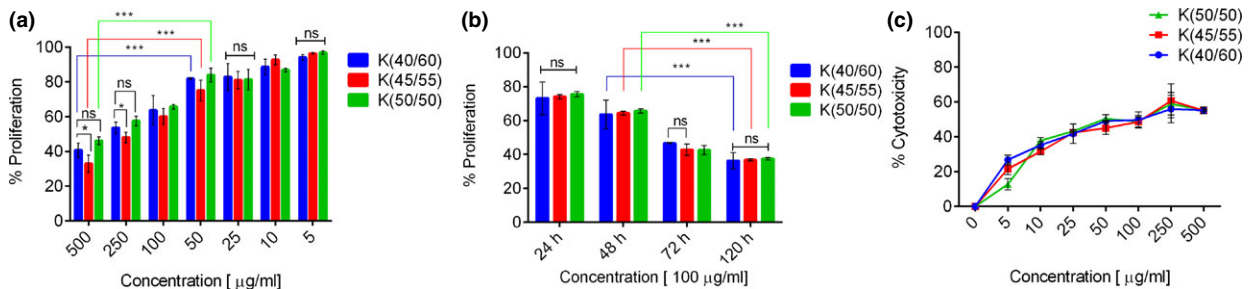 (a)
% Proliferation
100
80
60
40
20
0
***
***
***
ns
ns
ns
ns
*
*
500
250
100
50
25
10
5
Concentration [ μg/ml]
K(40/60)
K(45/55)
K(50/50)
(b)
% Proliferation
100
80
60
40
20
0
***
***
***
ns
ns
ns
24 h
48 h
72 h
120 h
Concentration [ 100 μg/ml]
K(40/60)
K(45/55)
K(50/50)
(c)
% Cytotoxicity
100
80
60
40
20
0
0
5
10
25
50
100
250
500
Concentration [ μg/ml]
K(50/50)
K(45/55)
K(40/60)